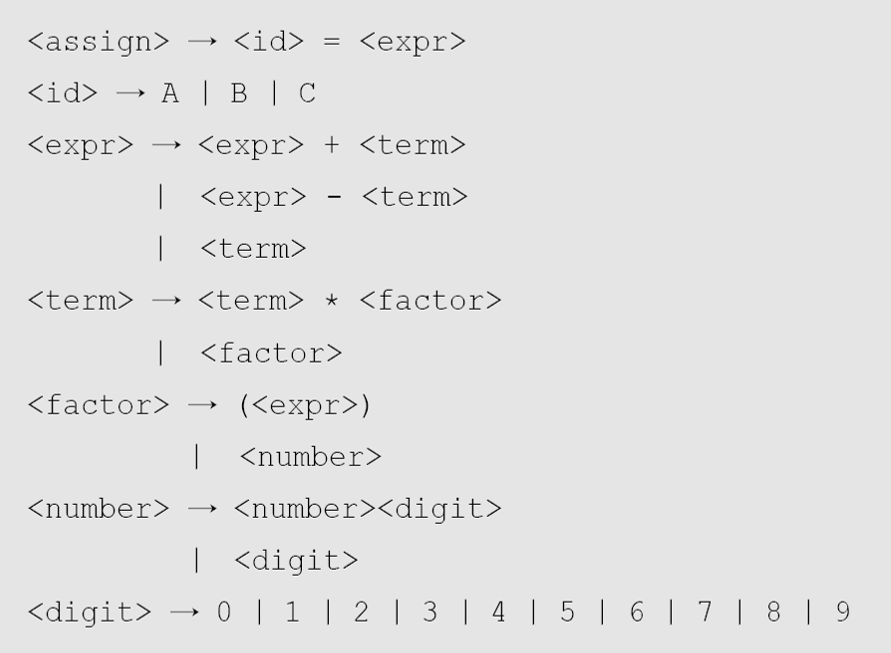 <assign> → <id> = <expr>
<id> → A | B | C
<expr> → <expr> + <term>
| <expr> - <term>
| <term>
<term> → <term> * <factor>
| <factor>
<factor> → (<expr>)
| <number>
<number> → <number><digit>
| <digit>
<digit> → 0 | 1 | 2 | 3 | 4 | 5 | 6 | 7 | 8 | 9